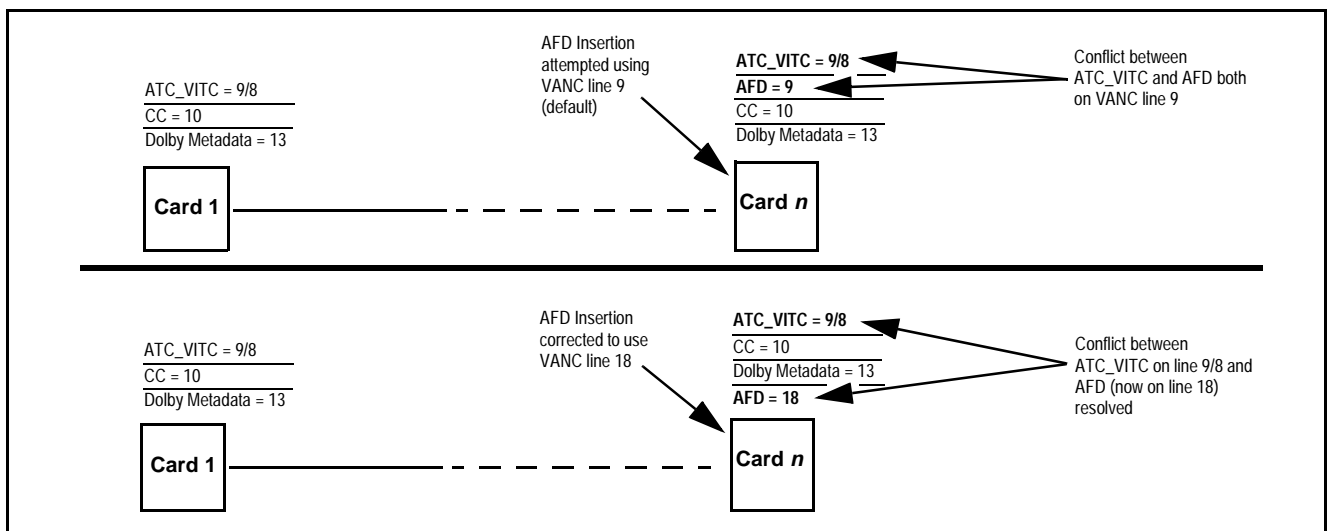 ATC_VITC = 9/8
CC = 10
Dolby Metadata = 13
Card 1
AFD Insertion
attempted using
VANC line 9
(default)
ATC_VITC = 9/8
AFD = 9
CC = 10
Dolby Metadata = 13
Card n
Conflict between
ATC_VITC and AFD both
on VANC line 9
ATC_VITC = 9/8
CC = 10
Dolby Metadata = 13
Card 1
AFD Insertion
corrected to use
VANC line 18
ATC_VITC = 9/8
CC = 10
Dolby Metadata = 13
AFD = 18
Card n
Conflict between
ATC_VITC on line 9/8 and
AFD (now on line 18)
resolved